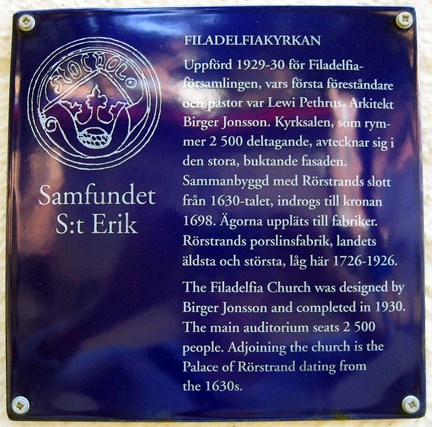 STOCHOLM
Samfundet
S:t Erik
FILADELFIAKYRKAN
Uppförd 1929-30 för Filadelfia-
församlingen, vars första föreståndare
och pastor var Lewi Pethrus. Arkitekt
Birger Jonsson. Kyrksalen, som rym-
mer 2 500 deltagande, avtecknar sig i
den stora, buktande fasaden.
Sammanbyggd med Rörstrands slott
från 1630-talet, indrogs till kronan
1698. Ägorna uppläts till fabriker.
Rörstrands porslinsfabrik, landets
äldsta och största, låg här 1726-1926.
The Filadelfia Church was designed by
Birger Jonsson and completed in 1930.
The main auditorium seats 2 500
people. Adjoining the church is the
Palace of Rörstrand dating from
the 1630s.